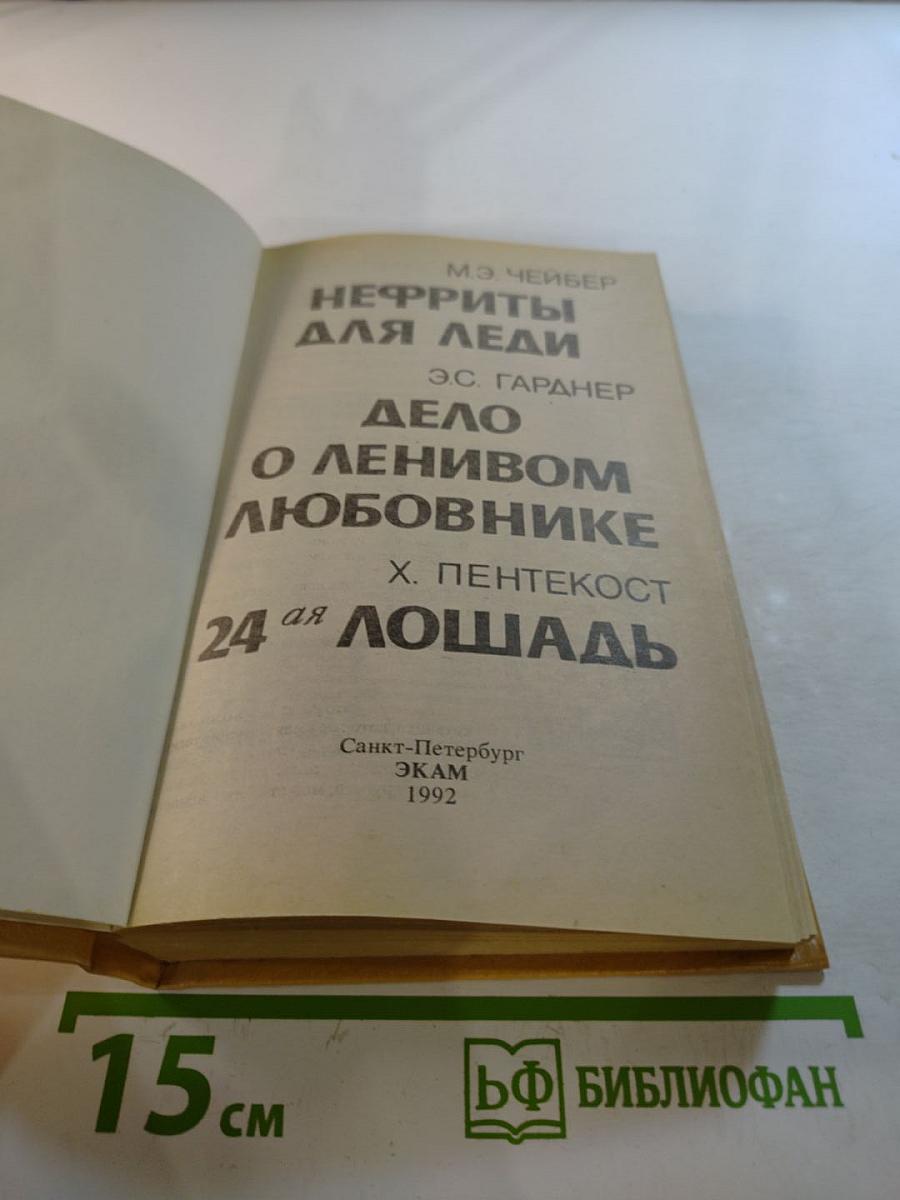 М.Э. ЧЕЙБЕР
НЕФРИТЫ
ДЛЯ ЛЕДИ
Э.С. ГАРДНЕР
ДЕЛО
О ЛЕНИВОМ
ЛЮБОВНИКЕ
Х. ПЕНТЕКОСТ
24 ая ЛОШАДЬ
Санкт-Петербург
ЭКАМ
1992
15 см
ЬФ БИБЛИОФАН